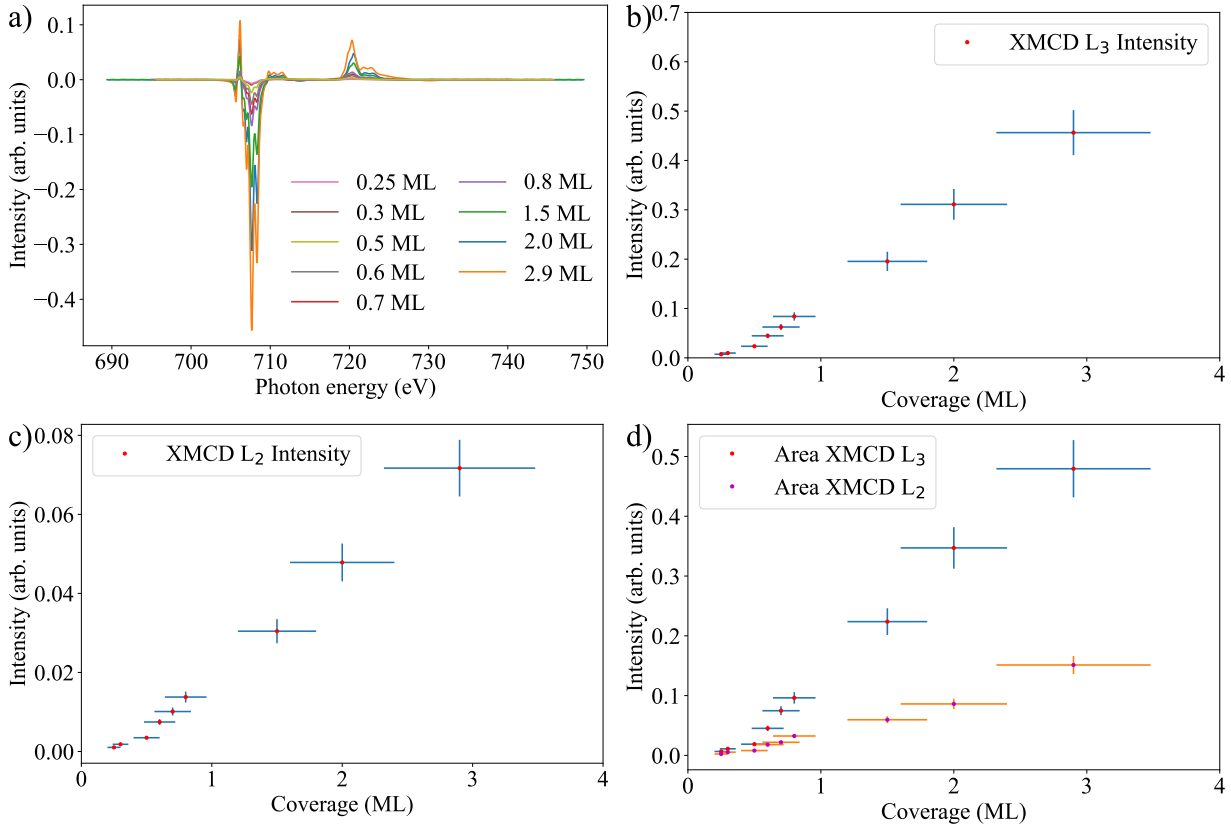 a)
0.1
0.0
−0.1
−0.2
−0.3
−0.4
Intensity (arb. units)
0.25 ML
0.3 ML
0.5 ML
0.6 ML
0.7 ML
0.8 ML
1.5 ML
2.0 ML
2.9 ML
690 700 710 720 730 740 750
Photon energy (eV)
b)
0.7
0.6
0.5
0.4
0.3
0.2
0.1
0.0
Intensity (arb. units)
XMCD L₃ Intensity
0 1 2 3 4
Coverage (ML)
c)
0.08
0.06
0.04
0.02
0.00
Intensity (arb. units)
XMCD L₂ Intensity
0 1 2 3 4
Coverage (ML)
d)
0.5
0.4
0.3
0.2
0.1
0.0
Intensity (arb. units)
Area XMCD L₃
Area XMCD L₂
0 1 2 3 4
Coverage (ML)